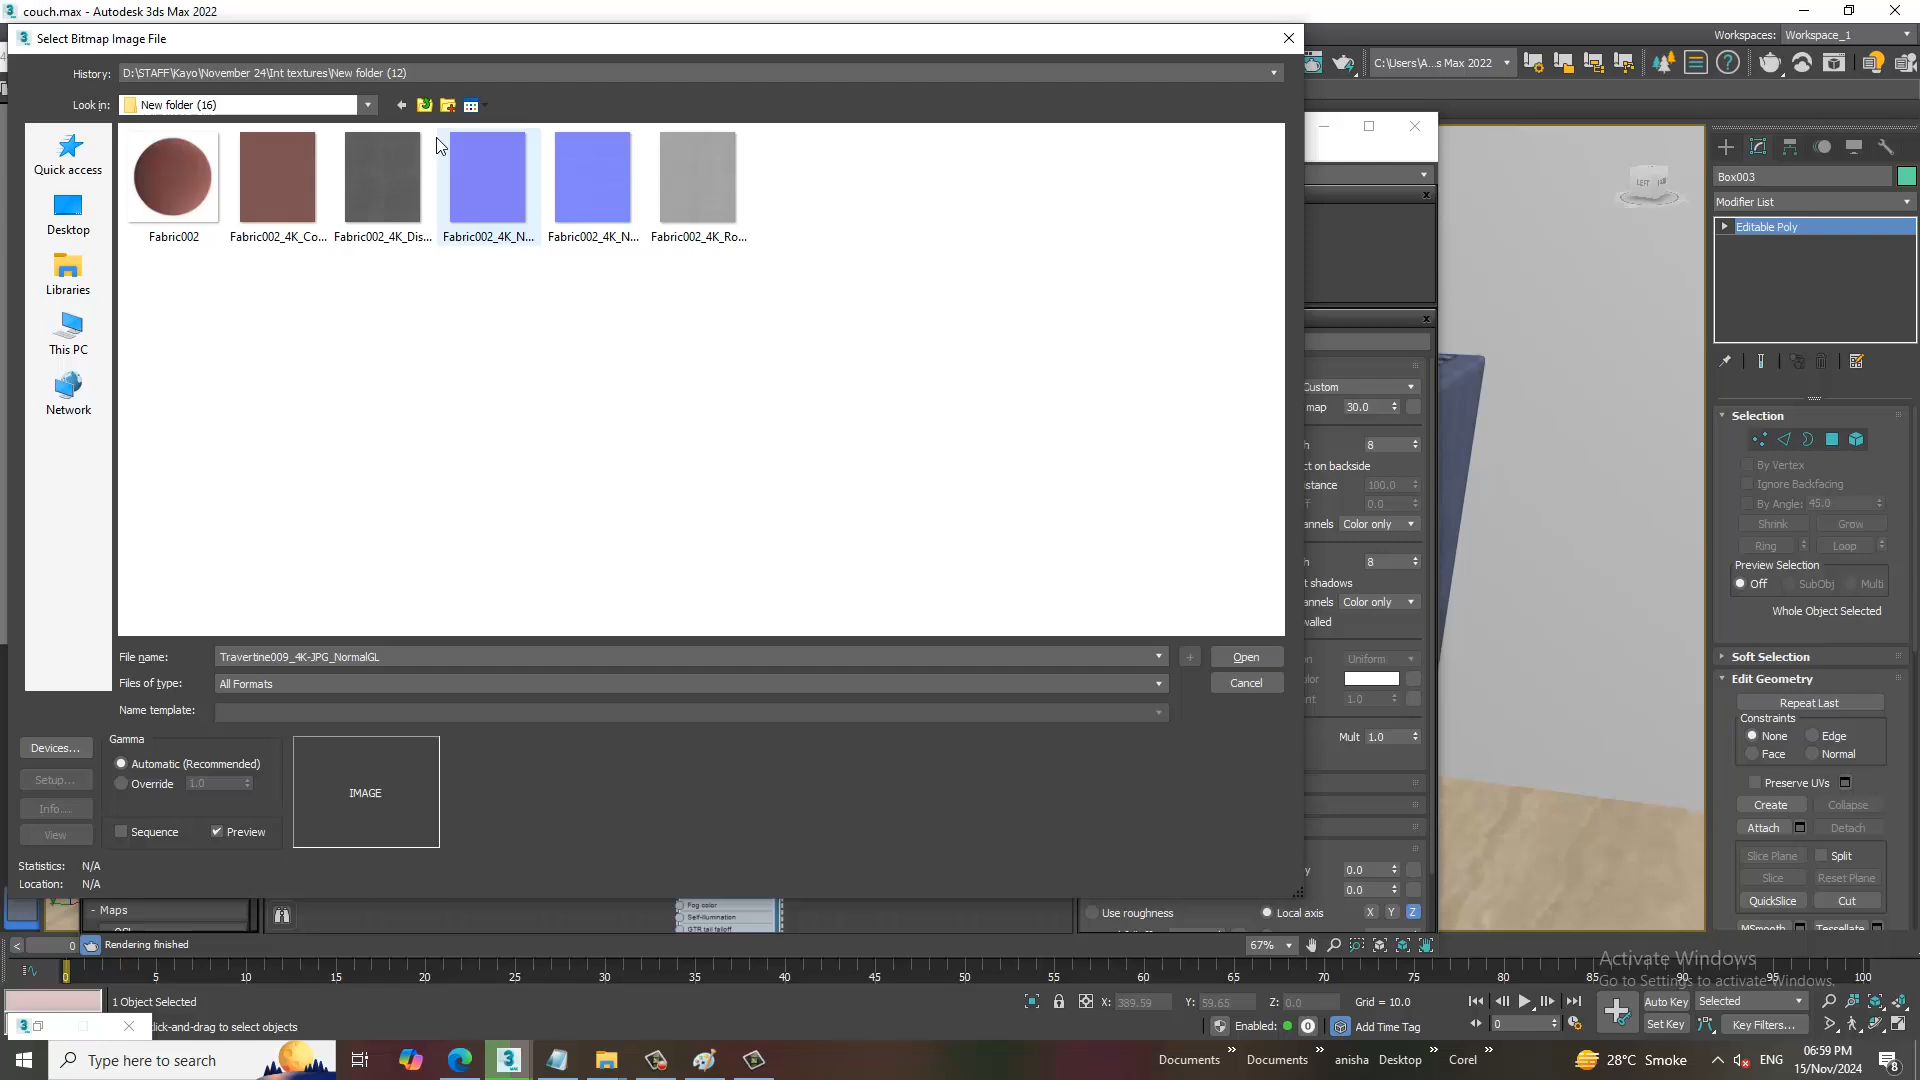 couch.max - Autodesk 3ds Max 2022
Workspaces: Workspace_1
Select Bitmap Image File
History: D:\STAFF\Kayo\November 24\Int textures\New folder (12)
C:\Users\A...s Max 2022
Look in: New folder (16)
Quick access
Desktop
Libraries
This PC
Network
Fabric002
Fabric002_4K_Co...
Fabric002_4K_Dis...
Fabric002_4K_N...
Fabric002_4K_N...
Fabric002_4K_Ro...
File name: Travertine009_4K-JPG_NormalGL
Open
Files of type: All Formats
Cancel
Name template:
Devices...
Setup...
Info...
View
Gamma
Automatic (Recommended)
Override 1.0
Sequence
Preview
IMAGE
Statistics: N/A
Location: N/A
Custom
map 30.0
8
ct on backside
istance 100.0
0.0
annels Color only
8
t shadows
annels Color only
walled
Uniform
1.0
Mult 1.0
0.0
0.0
Use roughness
Local axis
X Y Z
LEFT
Box003
Modifier List
Editable Poly
Selection
By Vertex
Ignore Backfacing
By Angle: 45.0
Shrink Grow
Ring Loop
Preview Selection
Off SubObj Multi
Whole Object Selected
Soft Selection
Edit Geometry
Repeat Last
Constraints
None Edge
Face Normal
Preserve UVs
Create Collapse
Attach Detach
Slice Plane Split
Slice Reset Plane
QuickSlice Cut
MSmooth Tessellate
- Maps
Fog color
Self-illumination
GTR tail falloff
67%
0 Rendering finished
0 5 10 15 20 25 30 35 40 45 50 55 60 65 70 75 80 85 90 95 100
Activate Windows
Go to Settings to activate Windows.
1 Object Selected
X: 389.59 Y: 59.65 Z: 0.0 Grid = 10.0
Auto Key Selected
click-and-drag to select objects
Enabled: 0 Add Time Tag
0
Set Key Key Filters...
Type here to search
Documents Documents anisha Desktop Corel
28°C Smoke
ENG
06:59 PM
15/Nov/2024
8